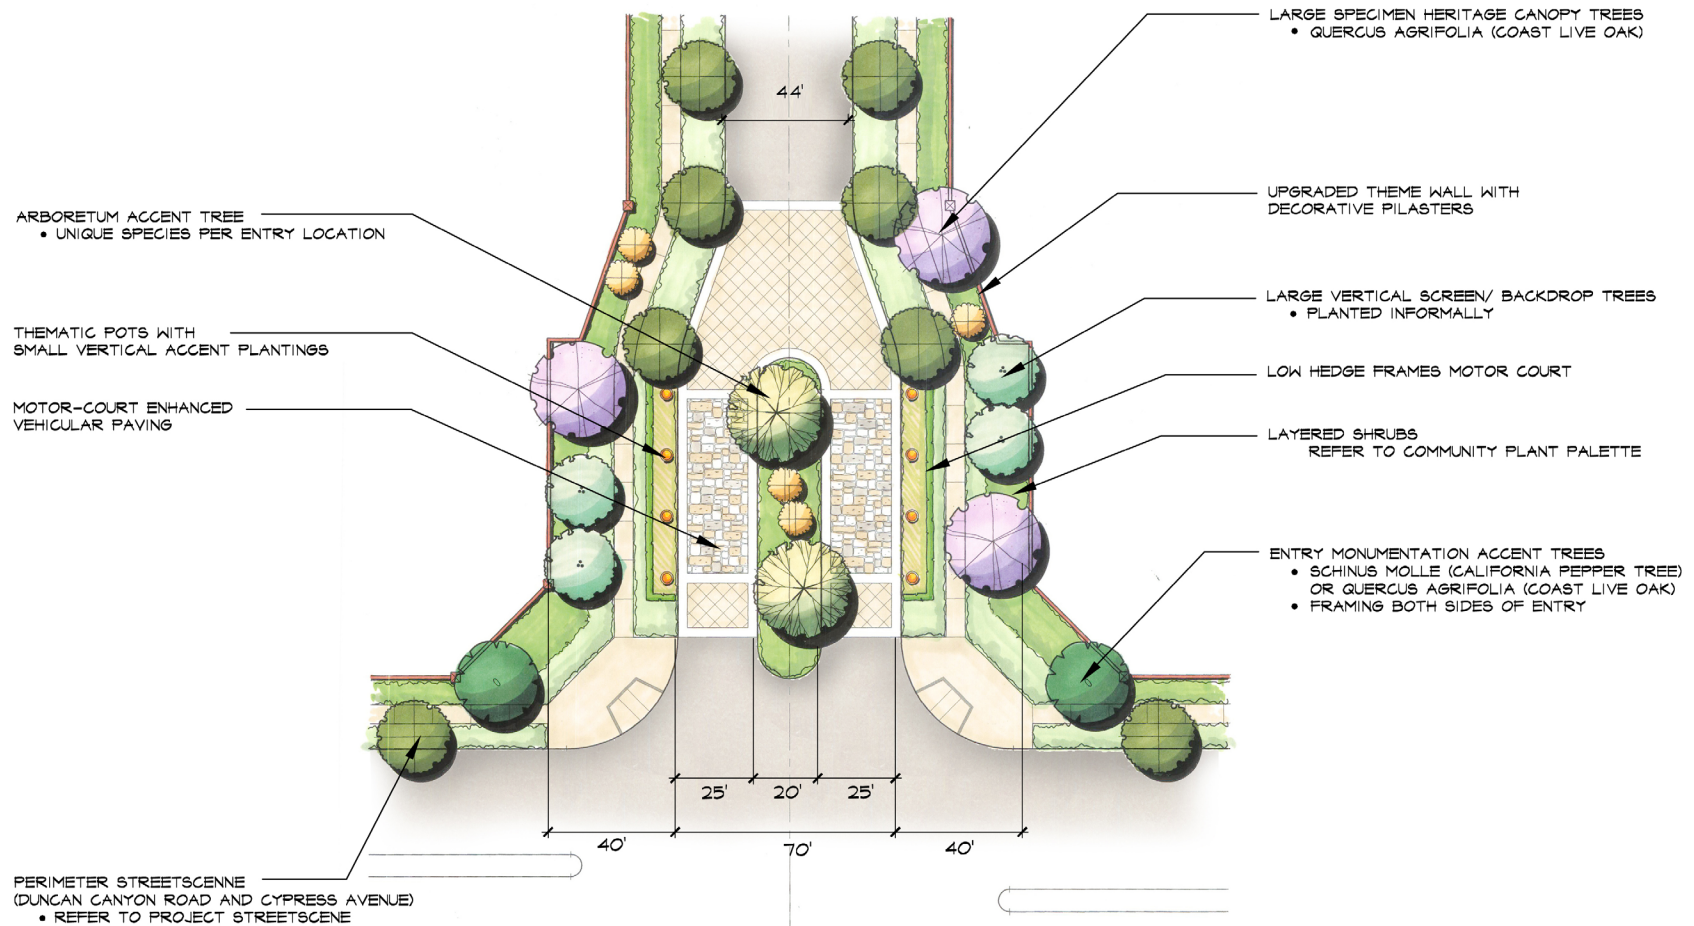 LARGE SPECIMEN HERITAGE CANOPY TREES
• QUERCUS AGRIFOLIA (COAST LIVE OAK)
44'
UPGRADED THEME WALL WITH
DECORATIVE PILASTERS
ARBORETUM ACCENT TREE
• UNIQUE SPECIES PER ENTRY LOCATION
LARGE VERTICAL SCREEN/ BACKDROP TREES
• PLANTED INFORMALLY
THEMATIC POTS WITH
SMALL VERTICAL ACCENT PLANTINGS
LOW HEDGE FRAMES MOTOR COURT
MOTOR-COURT ENHANCED
VEHICULAR PAVING
LAYERED SHRUBS
REFER TO COMMUNITY PLANT PALETTE
ENTRY MONUMENTATION ACCENT TREES
• SCHINUS MOLLE (CALIFORNIA PEPPER TREE)
OR QUERCUS AGRIFOLIA (COAST LIVE OAK)
• FRAMING BOTH SIDES OF ENTRY
25' 20' 25'
40' 70' 40'
PERIMETER STREETSCENNE
(DUNCAN CANYON ROAD AND CYPRESS AVENUE)
• REFER TO PROJECT STREETSCENE